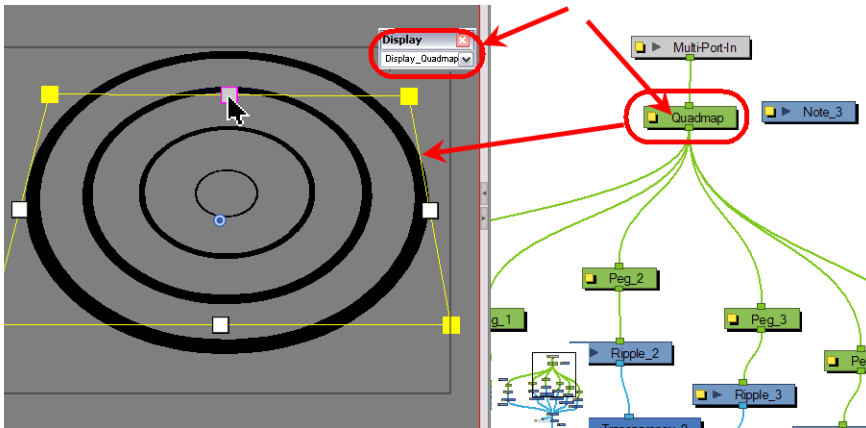 Display
Display_Quadmap
Multi-Port-In
Quadmap
Note_3
Peg_2
g_1
Peg_3
Pe
Ripple_2
Ripple_3